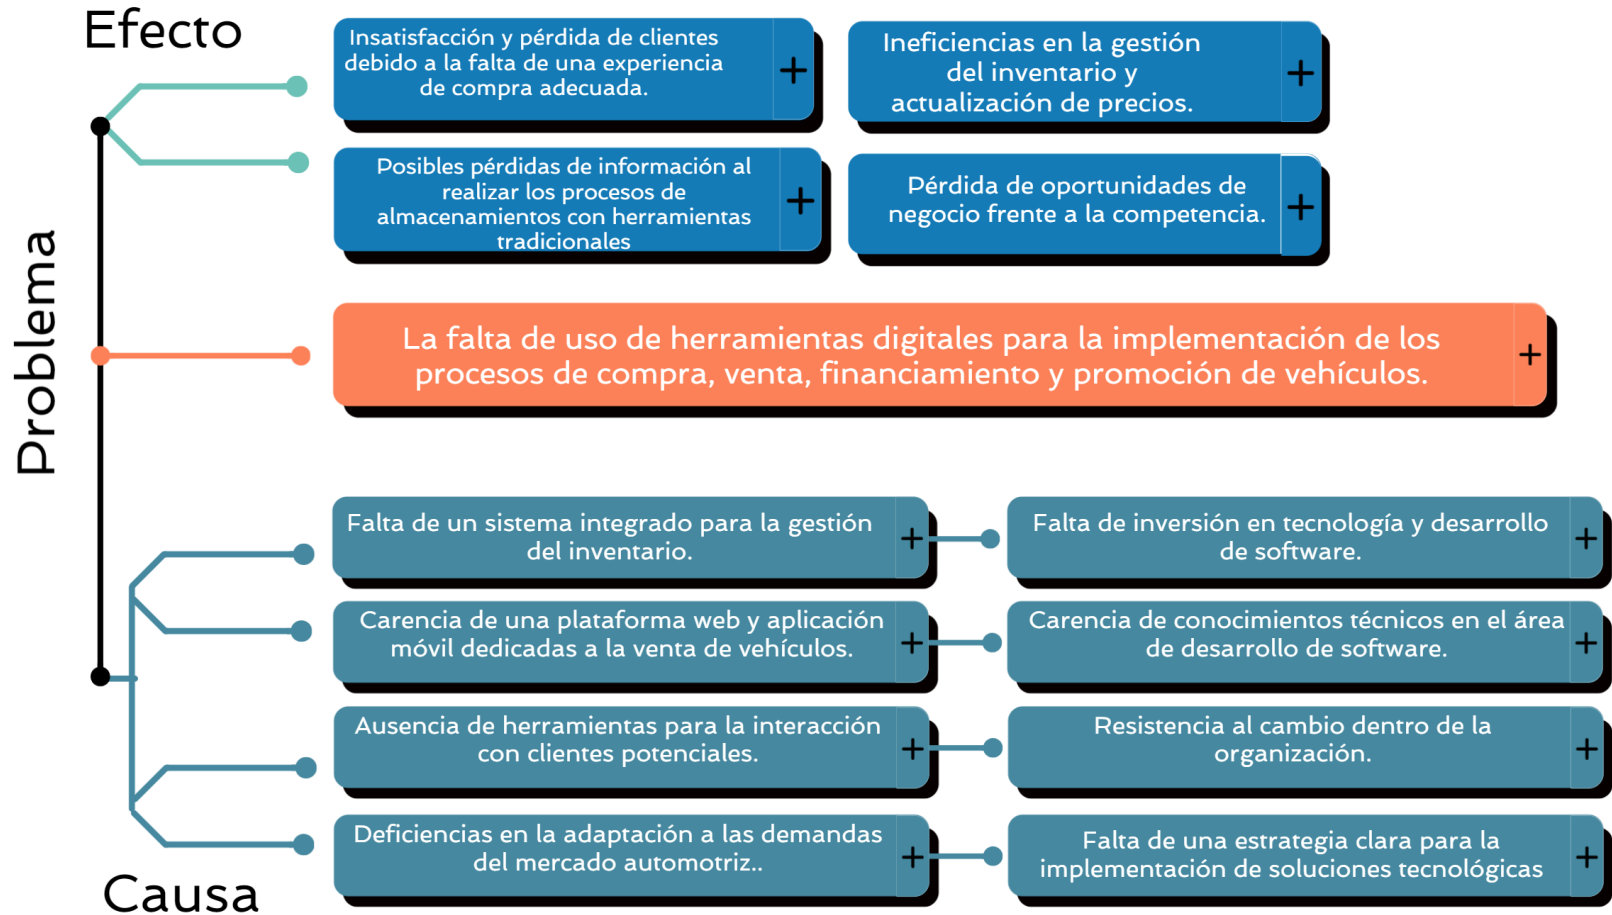 Efecto
Insatisfacción y pérdida de clientes
debido a la falta de una experiencia
de compra adecuada.
+
Ineficiencias en la gestión
del inventario y
actualización de precios.
+
Posibles pérdidas de información al
realizar los procesos de
almacenamientos con herramientas
tradicionales
+
Pérdida de oportunidades de
negocio frente a la competencia.
+
Problema
La falta de uso de herramientas digitales para la implementación de los
procesos de compra, venta, financiamiento y promoción de vehículos.
+
Falta de un sistema integrado para la gestión
del inventario.
+
Falta de inversión en tecnología y desarrollo
de software.
+
Carencia de una plataforma web y aplicación
móvil dedicadas a la venta de vehículos.
+
Carencia de conocimientos técnicos en el área
de desarrollo de software.
+
Ausencia de herramientas para la interacción
con clientes potenciales.
+
Resistencia al cambio dentro de la
organización.
+
Deficiencias en la adaptación a las demandas
del mercado automotriz..
+
Falta de una estrategia clara para la
implementación de soluciones tecnológicas
+
Causa